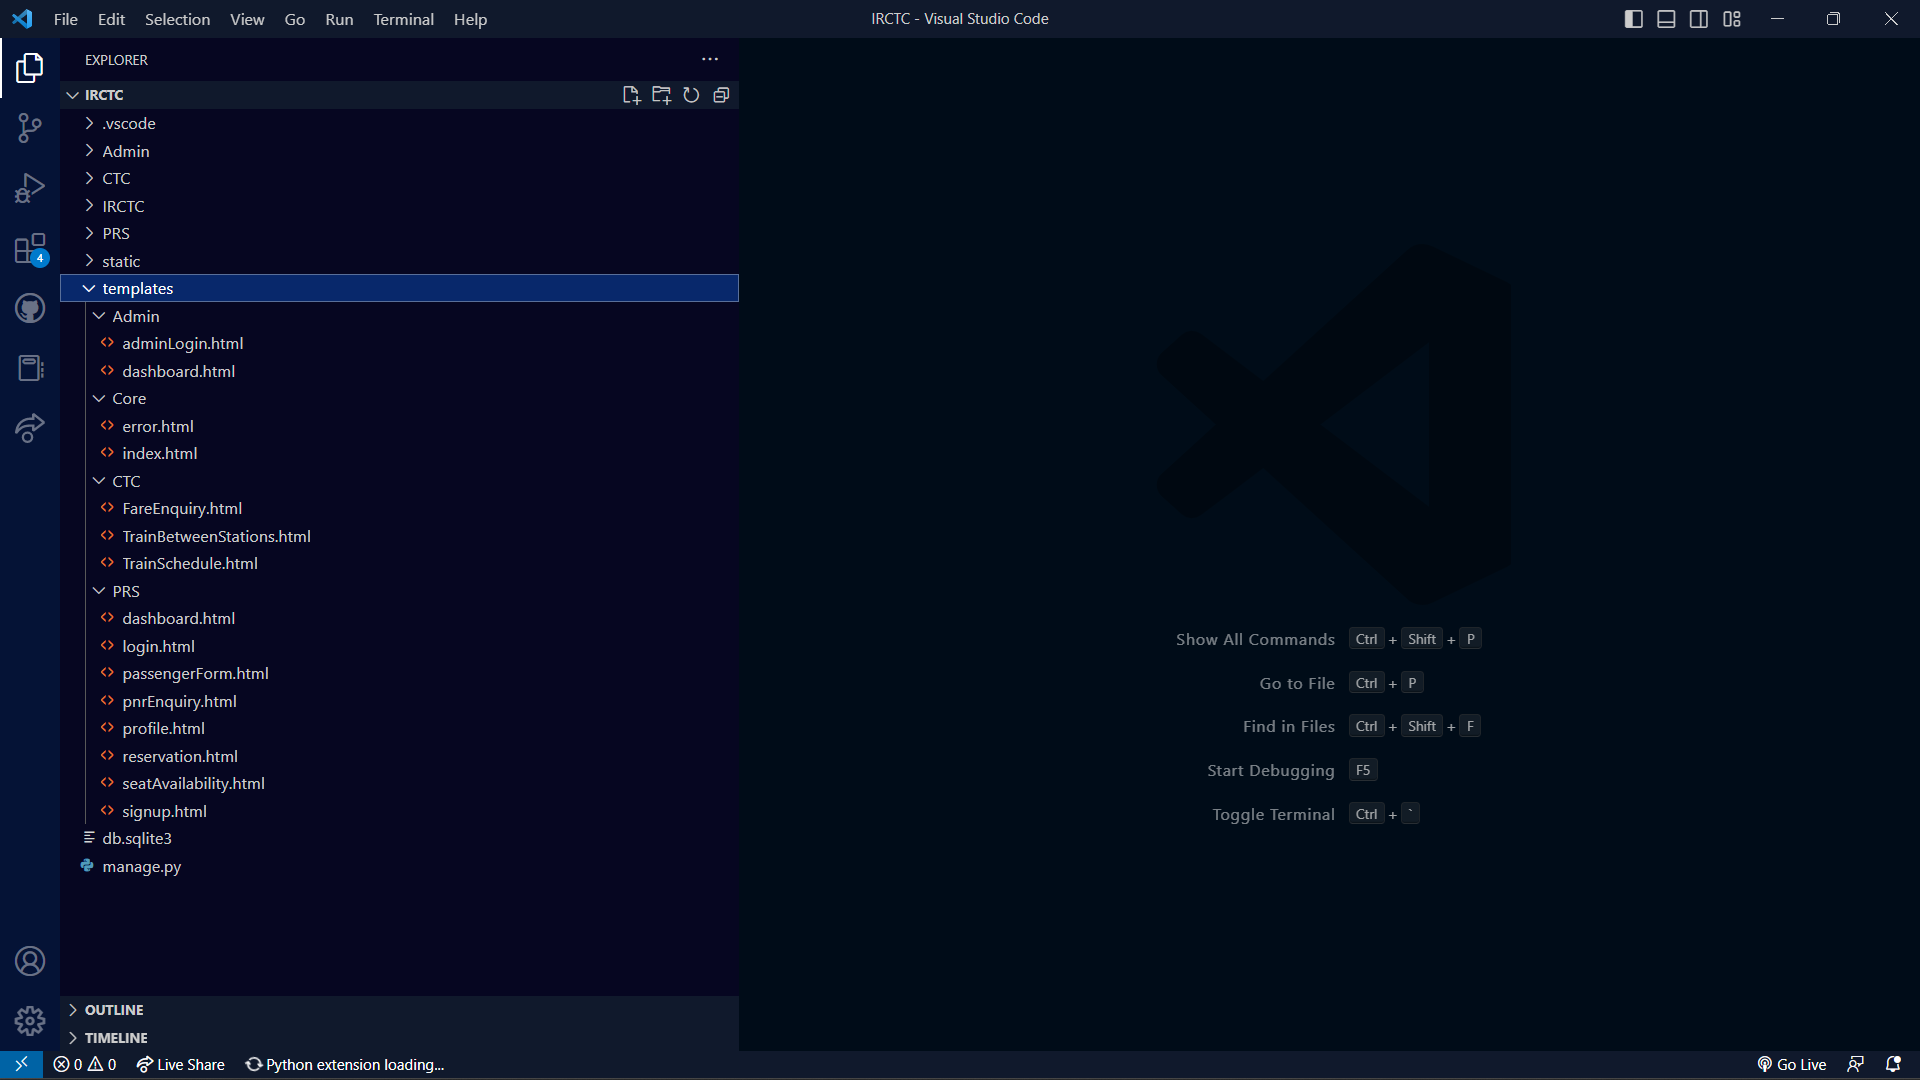 File Edit Selection View Go Run Terminal Help
IRCTC - Visual Studio Code
EXPLORER
IRCTC
.vscode
Admin
CTC
IRCTC
PRS
static
templates
Admin
adminLogin.html
dashboard.html
Core
error.html
index.html
CTC
FareEnquiry.html
TrainBetweenStations.html
TrainSchedule.html
PRS
dashboard.html
login.html
passengerForm.html
pnrEnquiry.html
profile.html
reservation.html
seatAvailability.html
signup.html
db.sqlite3
manage.py
OUTLINE
TIMELINE
4
Show All Commands Ctrl + Shift + P
Go to File Ctrl + P
Find in Files Ctrl + Shift + F
Start Debugging F5
Toggle Terminal Ctrl + `
0 0 Live Share Python extension loading... Go Live